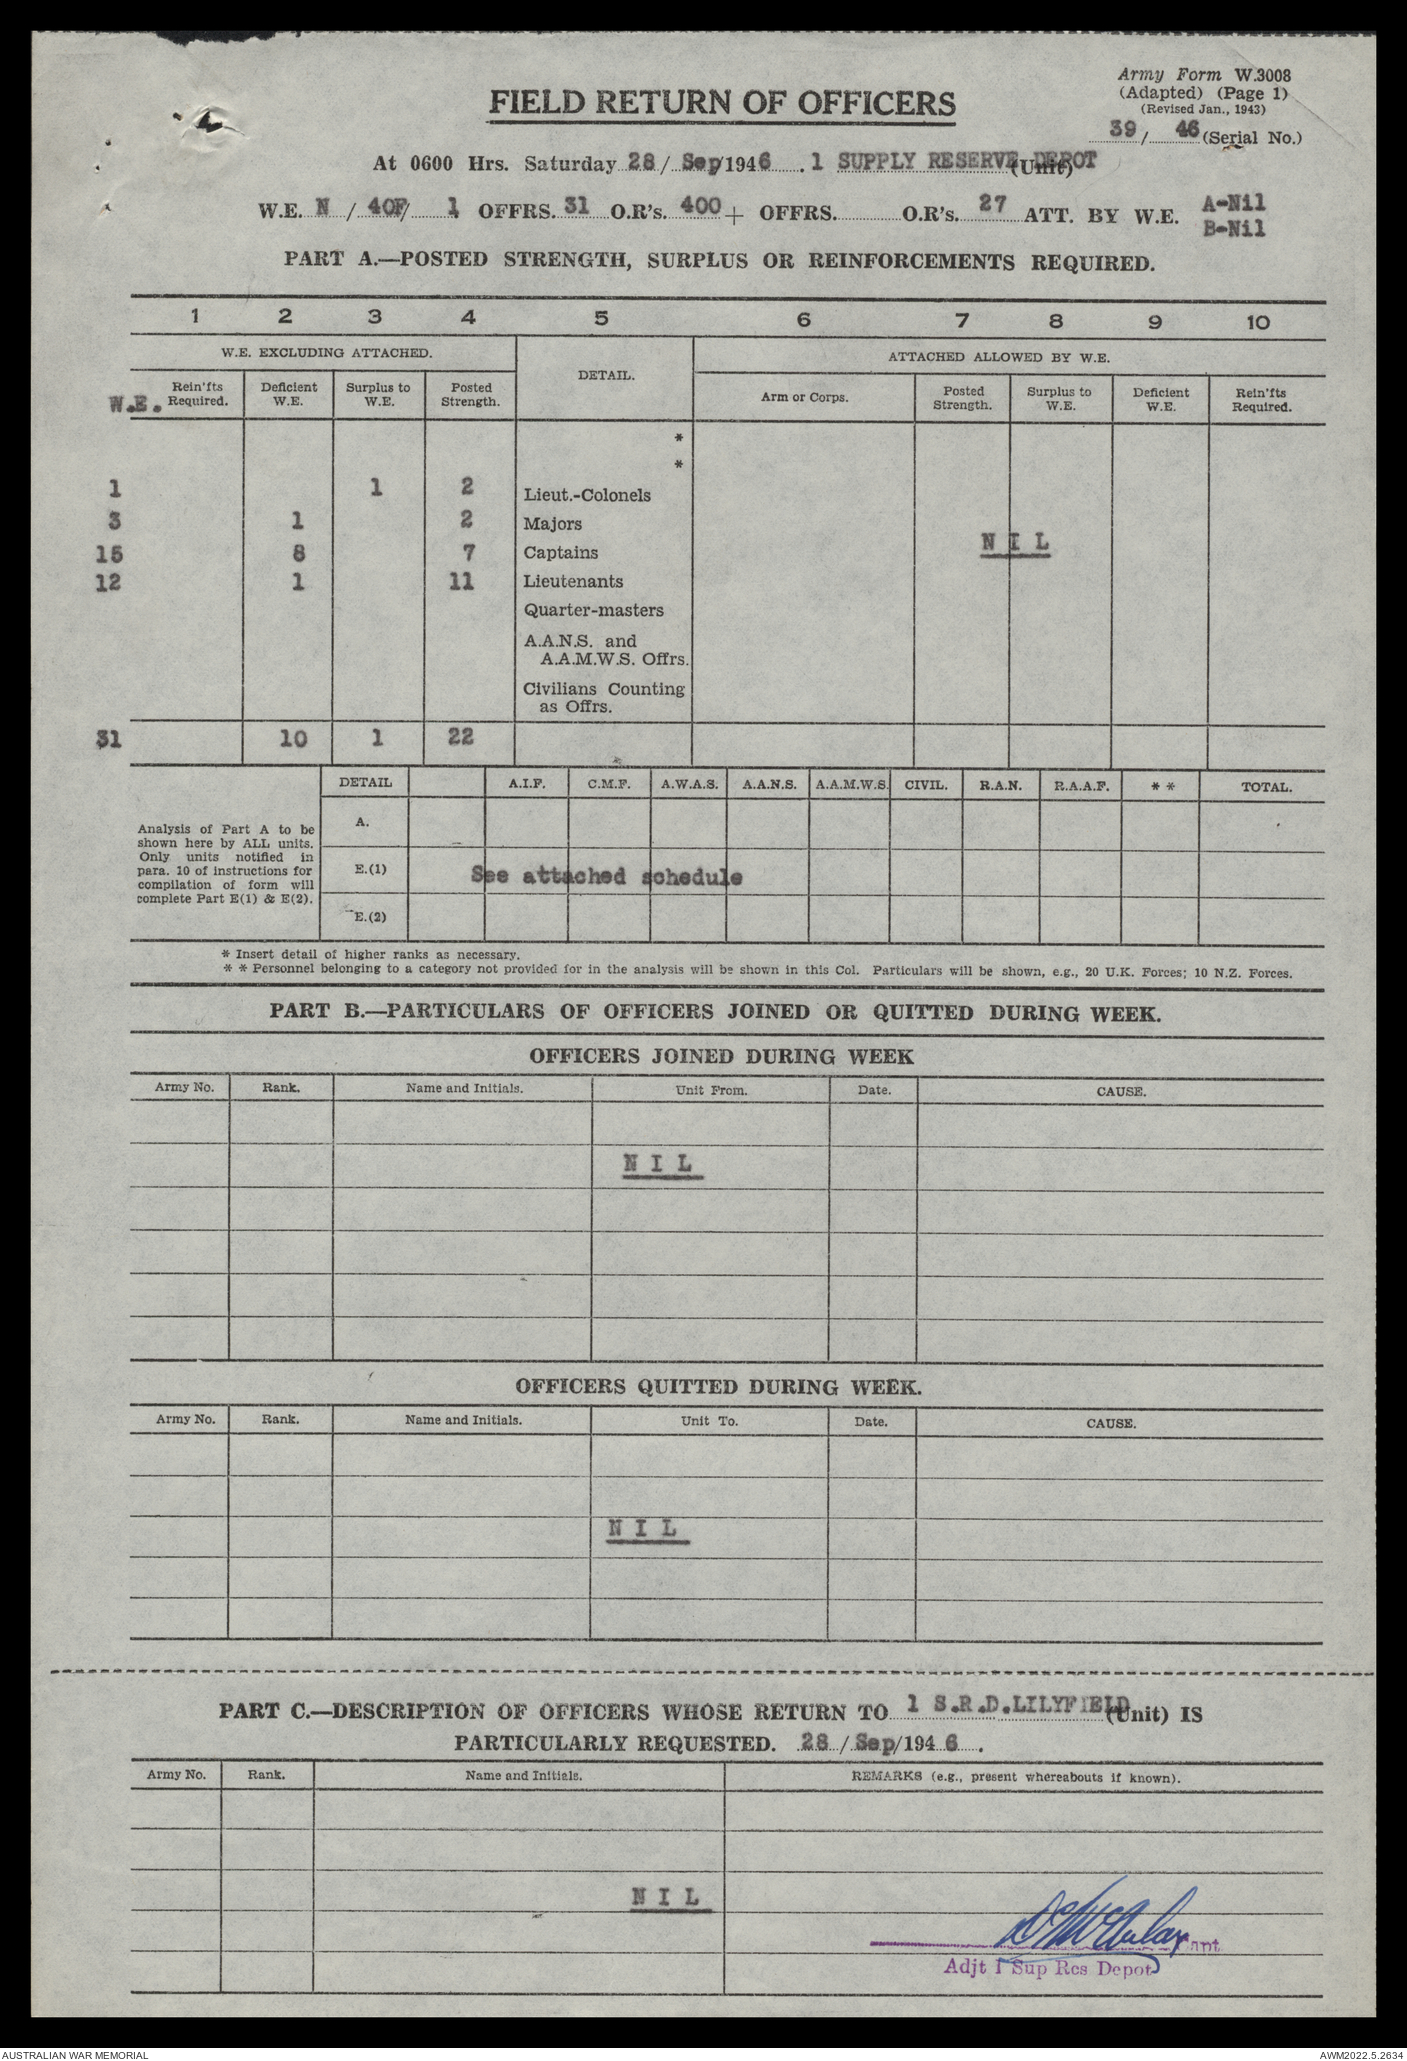 Army Form W.3008
(Adapted) (Page 1)
(Revised Jan., 1943)
39 / 46 (Serial No.)
FIELD RETURN OF OFFICERS
At 0600 Hrs. Saturday 28 / Sep/1946 . 1 SUPPLY RESERVE DEPOT (Unit)
W.E. N / 40F/ 1 OFFRS. 31 O.R's. 400 + OFFRS. O.R's. 27 ATT. BY W.E. A-Nil
B-Nil
PART A.—POSTED STRENGTH, SURPLUS OR REINFORCEMENTS REQUIRED.
1 2 3 4 5 6 7 8 9 10
W.E. EXCLUDING ATTACHED. DETAIL. ATTACHED ALLOWED BY W.E.
W.E. Rein'fts Required. Deficient W.E. Surplus to W.E. Posted Strength. Arm or Corps. Posted Strength. Surplus to W.E. Deficient W.E. Rein'fts Required.
*
*
1 1 2 Lieut.-Colonels
3 1 2 Majors
15 8 7 Captains NIL
12 1 11 Lieutenants
Quarter-masters
A.A.N.S. and
A.A.M.W.S. Offrs.
Civilians Counting
as Offrs.
31 10 1 22
DETAIL A.I.F. C.M.F. A.W.A.S. A.A.N.S. A.A.M.W.S. CIVIL. R.A.N. R.A.A.F. * * TOTAL.
Analysis of Part A to be
shown here by ALL units.
Only units notified in
para. 10 of instructions for
compilation of form will
complete Part E(1) & E(2).
A.
E.(1) See attached schedule
E.(2)
* Insert detail of higher ranks as necessary.
* * Personnel belonging to a category not provided for in the analysis will be shown in this Col. Particulars will be shown, e.g., 20 U.K. Forces; 10 N.Z. Forces.
PART B.—PARTICULARS OF OFFICERS JOINED OR QUITTED DURING WEEK.
OFFICERS JOINED DURING WEEK
Army No. Rank. Name and Initials. Unit From. Date. CAUSE.
NIL
OFFICERS QUITTED DURING WEEK.
Army No. Rank. Name and Initials. Unit To. Date. CAUSE.
NIL
PART C.—DESCRIPTION OF OFFICERS WHOSE RETURN TO 1 S.R.D.LILYFIELD (Unit) IS
PARTICULARLY REQUESTED. 28 / Sep/194 6 .
Army No. Rank. Name and Initials. REMARKS (e.g., present whereabouts if known).
NIL
Adjt 1 Sup Res Depot
AUSTRALIAN WAR MEMORIAL AWM2022.5.2634